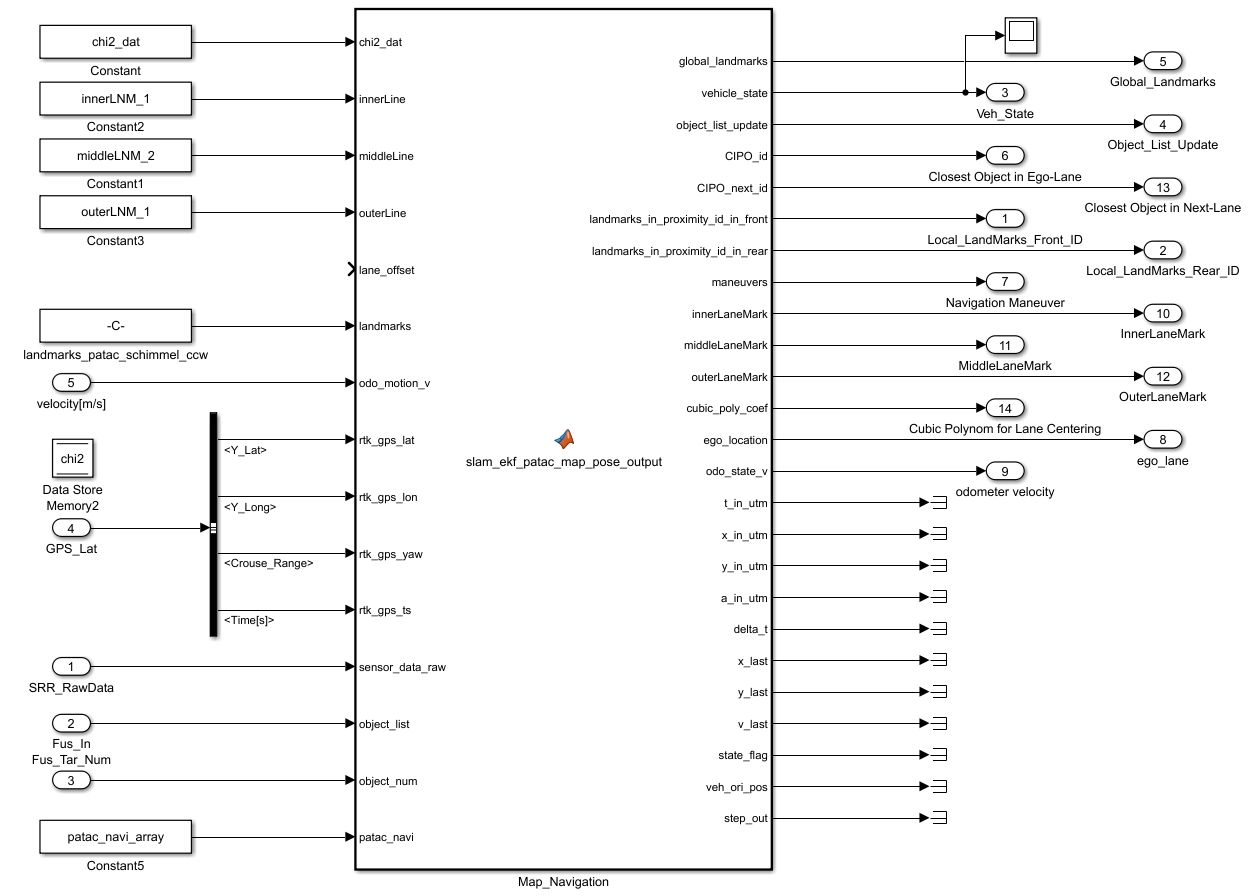 chi2_dat
Constant
innerLNM_1
Constant2
middleLNM_2
Constant1
outerLNM_1
Constant3
-C-
landmarks_patac_schimmel_ccw
5
velocity[m/s]
chi2
Data Store
Memory2
4
GPS_Lat
<Y_Lat>
<Y_Long>
<Crouse_Range>
<Time[s]>
1
SRR_RawData
2
Fus_In
Fus_Tar_Num
3
patac_navi_array
Constant5
chi2_dat
innerLine
middleLine
outerLine
lane_offset
landmarks
odo_motion_v
rtk_gps_lat
rtk_gps_lon
rtk_gps_yaw
rtk_gps_ts
sensor_data_raw
object_list
object_num
patac_navi
slam_ekf_patac_map_pose_output
Map_Navigation
global_landmarks
vehicle_state
object_list_update
CIPO_id
CIPO_next_id
landmarks_in_proximity_id_in_front
landmarks_in_proximity_id_in_rear
maneuvers
innerLaneMark
middleLaneMark
outerLaneMark
cubic_poly_coef
ego_location
odo_state_v
t_in_utm
x_in_utm
y_in_utm
a_in_utm
delta_t
x_last
y_last
v_last
state_flag
veh_ori_pos
step_out
5
Global_Landmarks
3
Veh_State
4
Object_List_Update
6
Closest Object in Ego-Lane
13
Closest Object in Next-Lane
1
Local_LandMarks_Front_ID
2
Local_LandMarks_Rear_ID
7
Navigation Maneuver
10
InnerLaneMark
11
MiddleLaneMark
12
OuterLaneMark
14
Cubic Polynom for Lane Centering
8
ego_lane
9
odometer velocity